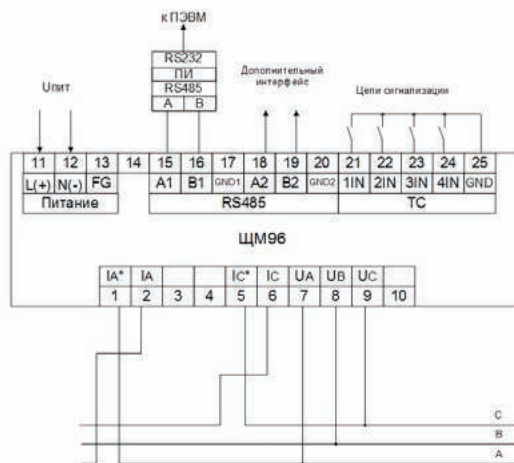 к ПЭВМ
RS232
ПИ
RS485
A B
Uпит
Дополнительный
интерфейс
Цепи сигнализации
11 12 13 14 15 16 17 18 19 20 21 22 23 24 25
L(+) N(-) FG A1 B1 GND1 A2 B2 GND2 1IN 2IN 3IN 4IN GND
Питание RS485 ТС
ЩМ96
IA* IA IC* IC UA UB UC
1 2 3 4 5 6 7 8 9 10
C
B
A